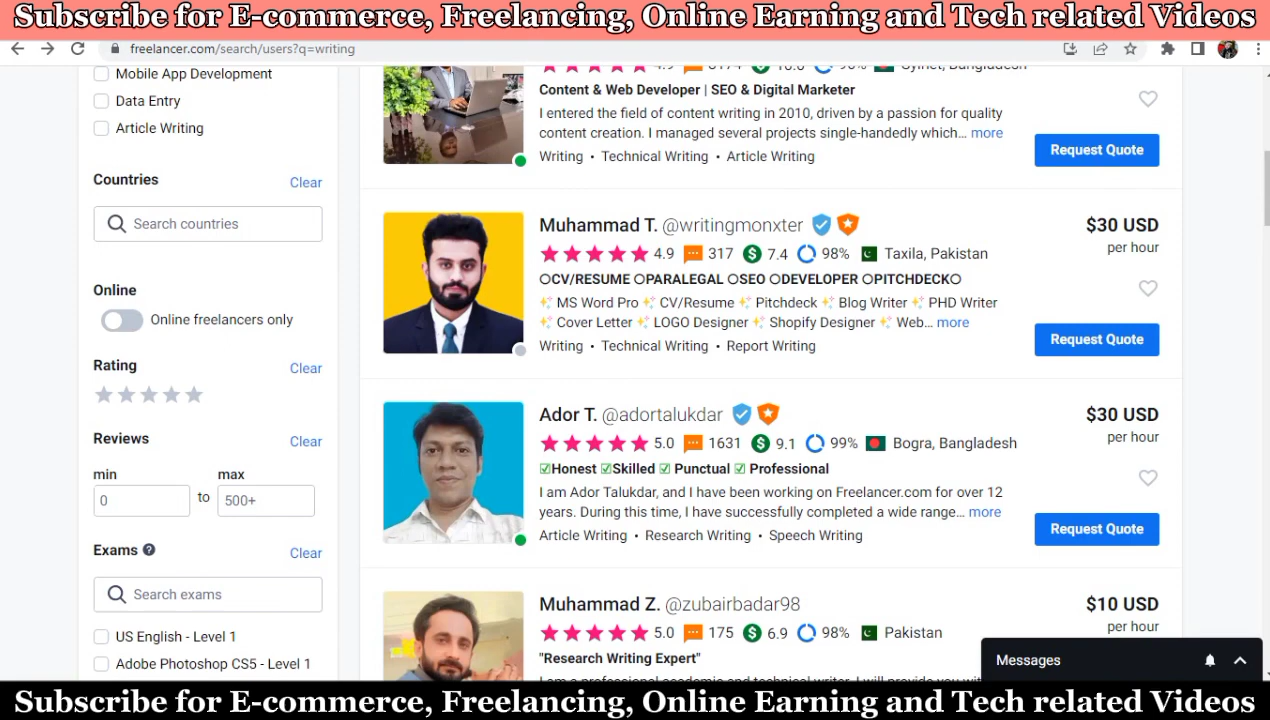 Subscribe for E-commerce, Freelancing, Online Earning and Tech related Videos
freelancer.com/search/users?q=writing
Mobile App Development
Data Entry
Article Writing
Countries
Clear
Search countries
Online
Online freelancers only
Rating
Clear
Reviews
Clear
min
max
0
to
500+
Exams
Clear
Search exams
US English - Level 1
Adobe Photoshop CS5 - Level 1
Content & Web Developer | SEO & Digital Marketer
I entered the field of content writing in 2010, driven by a passion for quality
content creation. I managed several projects single-handedly which... more
Writing • Technical Writing • Article Writing
Request Quote
Muhammad T. @writingmonxter
$30 USD
per hour
4.9 317 7.4 98% Taxila, Pakistan
⭘CV/RESUME ⭘PARALEGAL ⭘SEO ⭘DEVELOPER ⭘PITCHDECK⭘
✨ MS Word Pro ✨ CV/Resume ✨ Pitchdeck ✨ Blog Writer ✨ PHD Writer
✨ Cover Letter ✨ LOGO Designer ✨ Shopify Designer ✨ Web... more
Writing • Technical Writing • Report Writing
Request Quote
Ador T. @adortalukdar
$30 USD
per hour
5.0 1631 9.1 99% Bogra, Bangladesh
☑Honest ☑Skilled ☑ Punctual ☑ Professional
I am Ador Talukdar, and I have been working on Freelancer.com for over 12
years. During this time, I have successfully completed a wide range... more
Article Writing • Research Writing • Speech Writing
Request Quote
Muhammad Z. @zubairbadar98
$10 USD
per hour
5.0 175 6.9 98% Pakistan
"Research Writing Expert"
Messages
Subscribe for E-commerce, Freelancing, Online Earning and Tech related Videos